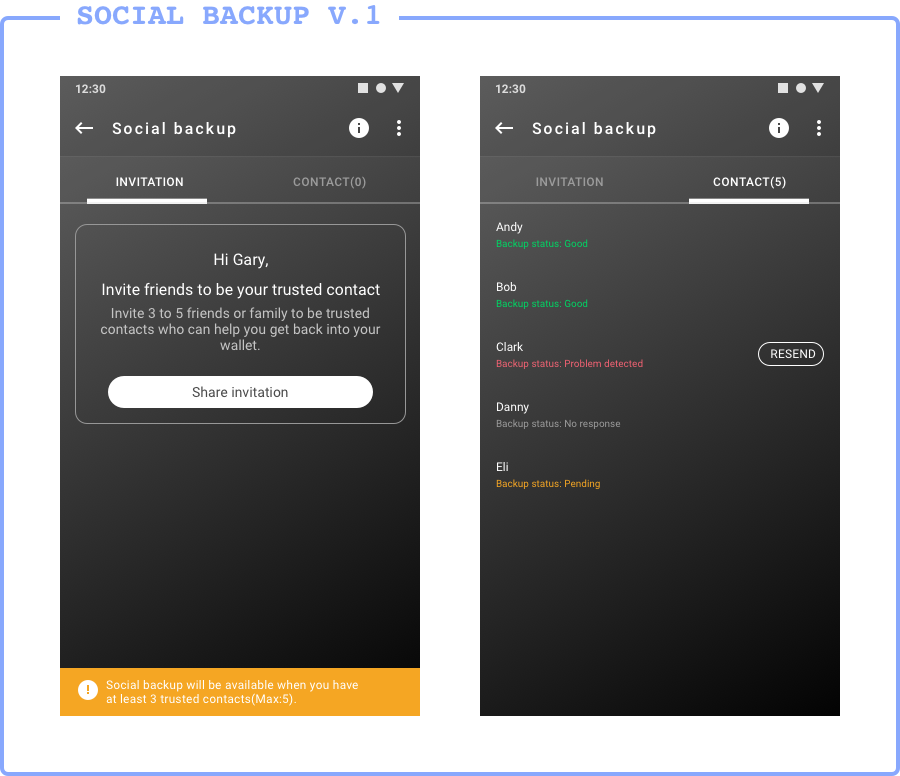 SOCIAL BACKUP V.1
12:30
Social backup
INVITATION
CONTACT(0)
Hi Gary,
Invite friends to be your trusted contact
Invite 3 to 5 friends or family to be trusted
contacts who can help you get back into your
wallet.
Share invitation
Social backup will be available when you have
at least 3 trusted contacts(Max:5).
12:30
Social backup
INVITATION
CONTACT(5)
Andy
Backup status: Good
Bob
Backup status: Good
Clark
Backup status: Problem detected
RESEND
Danny
Backup status: No response
Eli
Backup status: Pending